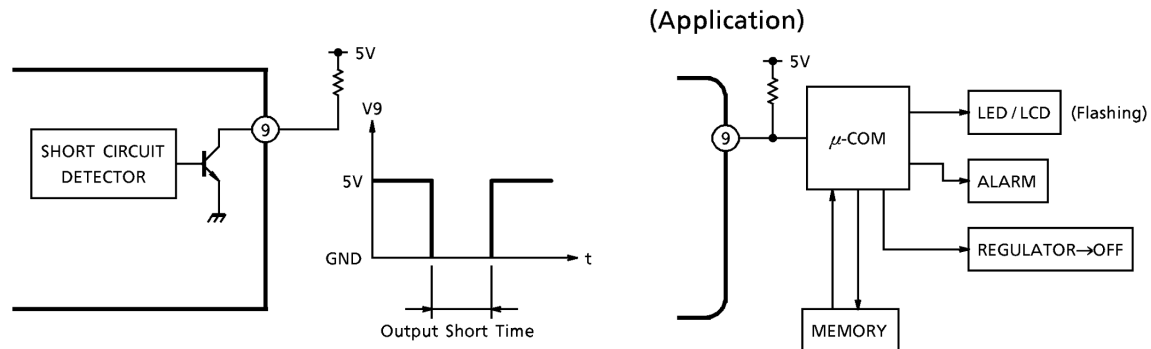 (Application)
5V
9
SHORT CIRCUIT
DETECTOR
V9
5V
GND
t
Output Short Time
5V
9
μ-COM
LED / LCD (Flashing)
ALARM
REGULATOR→OFF
MEMORY